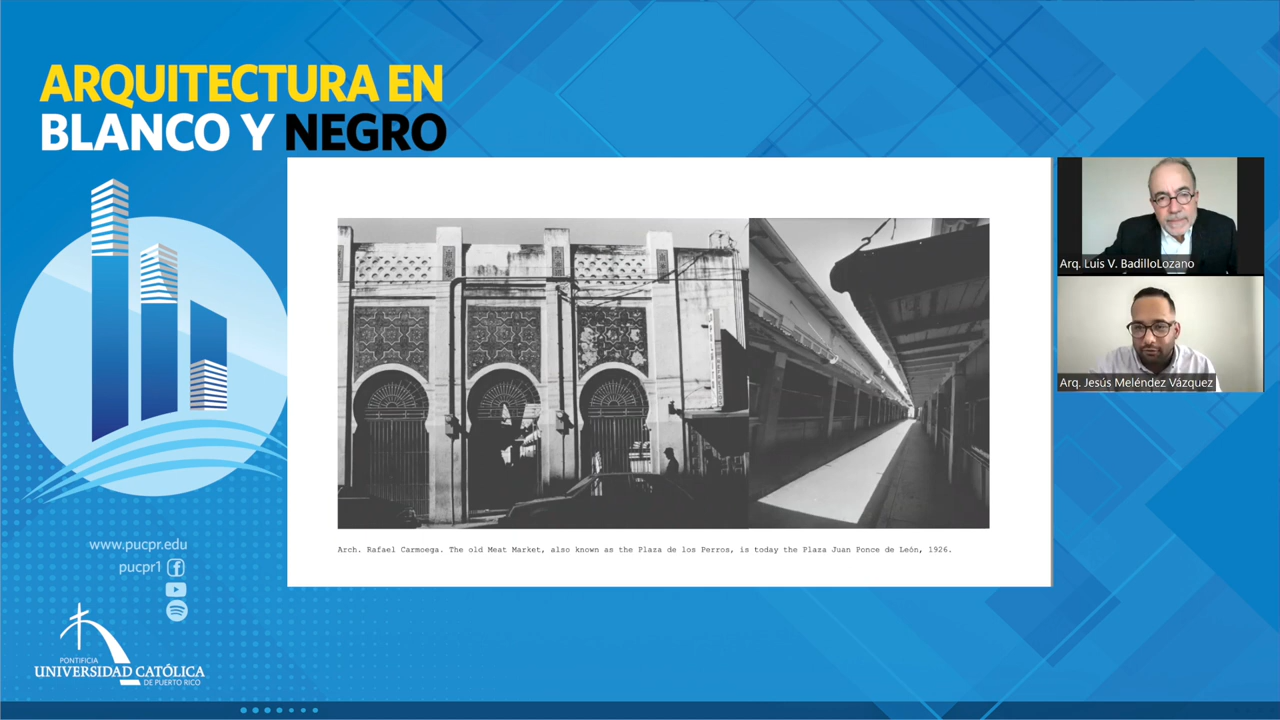 ARQUITECTURA EN
BLANCO Y NEGRO
Arq. Luis V. BadilloLozano
Arq. Jesús Meléndez Vázquez
Arch. Rafael Carmoega. The old Meat Market, also known as the Plaza de los Perros, is today the Plaza Juan Ponce de León, 1926.
www.pucpr.edu
pucpr1
PONTIFICIA
UNIVERSIDAD CATÓLICA
DE PUERTO RICO